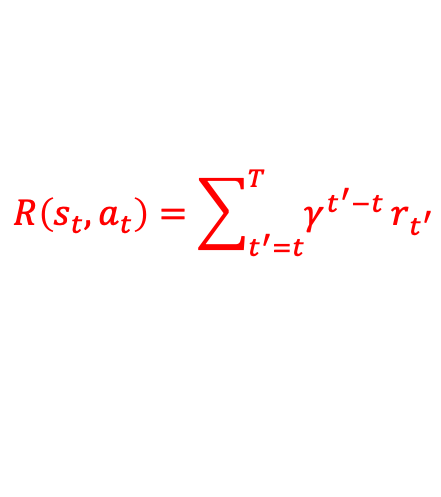 R(s_t, a_t) = ∑_{t'=t}^{T} γ^{t'-t} r_{t'}